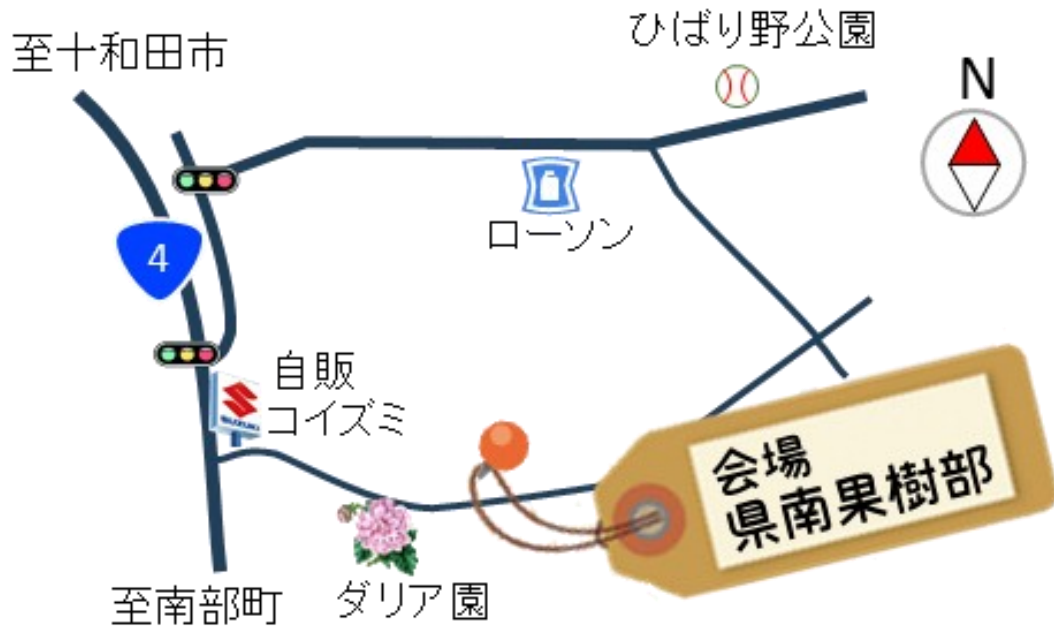 ひばり野公園
至十和田市
N
4
ローソン
自販
コイズミ
SUZUKI
会場
県南果樹部
ダリア園
至南部町